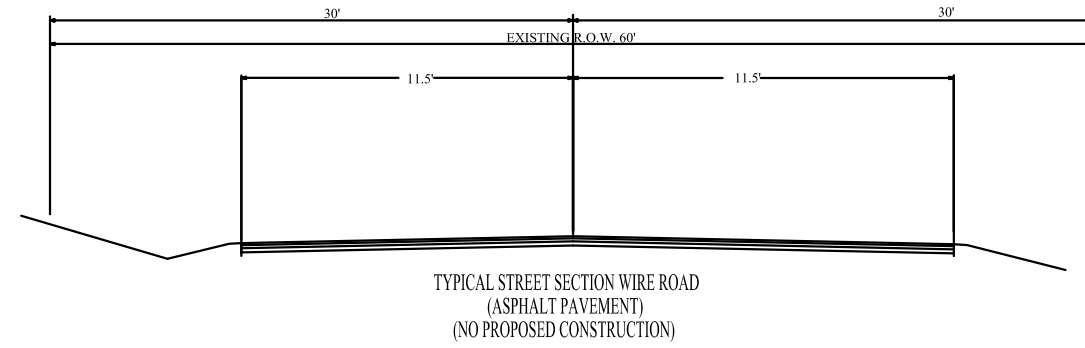 30'
30'
EXISTING R.O.W. 60'
11.5'
11.5'
TYPICAL STREET SECTION WIRE ROAD
(ASPHALT PAVEMENT)
(NO PROPOSED CONSTRUCTION)